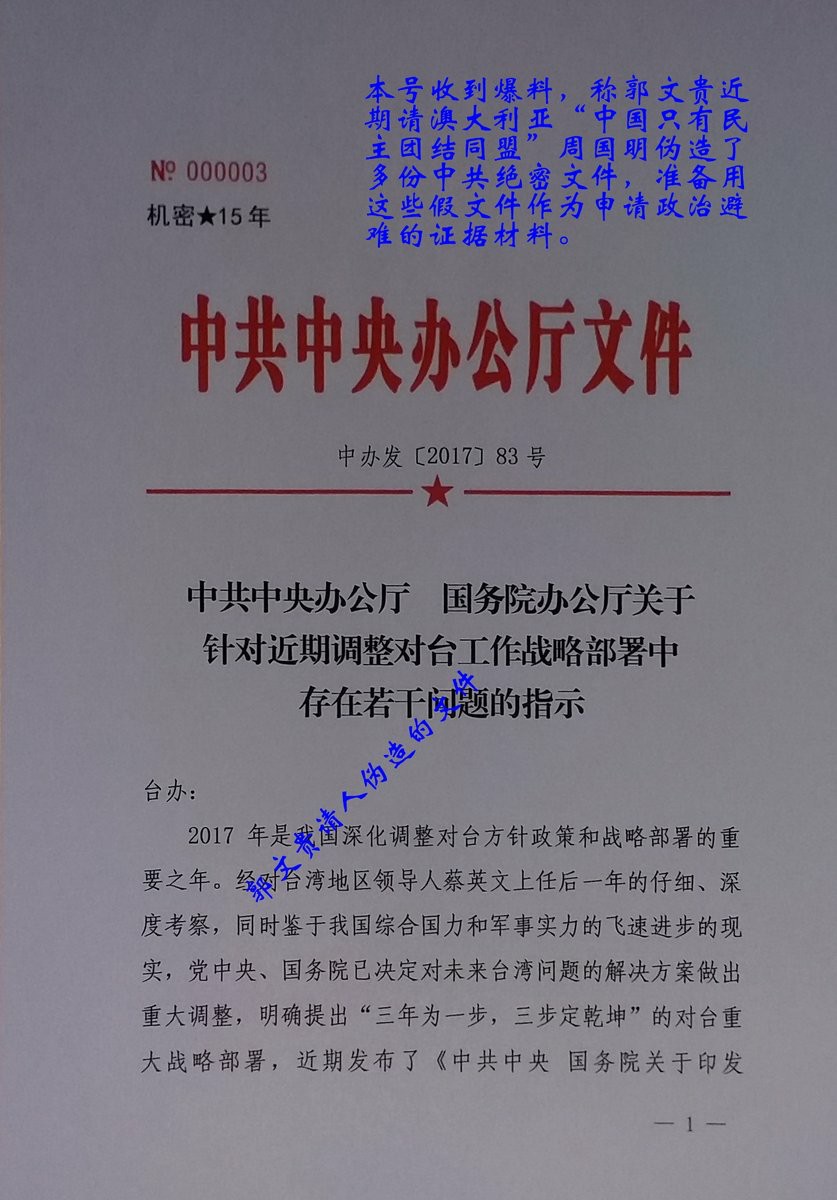 本号收到爆料，称郭文贵近
期请澳大利亚“中国只有民
主团结同盟”周国明伪造了
多份中共绝密文件，准备用
这些假文件作为申请政治避
难的证据材料。
№ 000003
机密★15年
中共中央办公厅文件
中办发〔2017〕83 号
中共中央办公厅 国务院办公厅关于
针对近期调整对台工作战略部署中
存在若干问题的指示
郭文贵请人伪造的文件
台办：
2017 年是我国深化调整对台方针政策和战略部署的重
要之年。经对台湾地区领导人蔡英文上任后一年的仔细、深
度考察，同时鉴于我国综合国力和军事实力的飞速进步的现
实，党中央、国务院已决定对未来台湾问题的解决方案做出
重大调整，明确提出“三年为一步，三步定乾坤”的对台重
大战略部署，近期发布了《中共中央 国务院关于印发
— 1 —